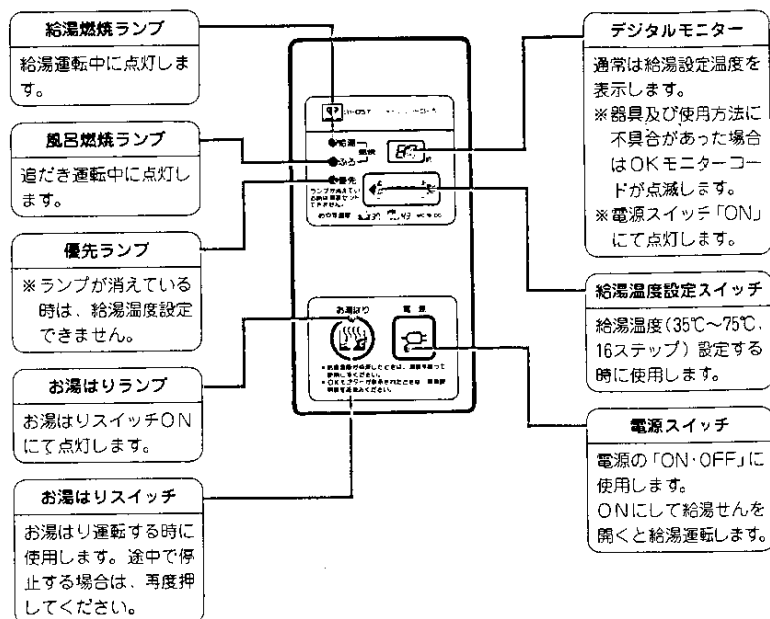 給湯燃焼ランプ
給湯運転中に点灯しま
す。
風呂燃焼ランプ
追だき運転中に点灯し
ます。
優先ランプ
※ランプが消えている
時は、給湯温度設定
できません。
お湯はりランプ
お湯はりスイッチON
にて点灯します。
お湯はりスイッチ
お湯はり運転する時に
使用します。途中で停
止する場合は、再度押
してください。
給湯
燃焼
ふろ
優先
ランプが消えてい
お湯はり
電源
デジタルモニター
通常は給湯設定温度を
表示します。
※器具及び使用方法に
不具合があった場合
はOKモニターコー
ドが点滅します。
※電源スイッチ「ON」
にて点灯します。
給湯温度設定スイッチ
給湯温度(35℃~75℃、
16ステップ)設定する
時に使用します。
電源スイッチ
電源の「ON・OFF」に
使用します。
ONにして給湯せんを
開くと給湯運転します。